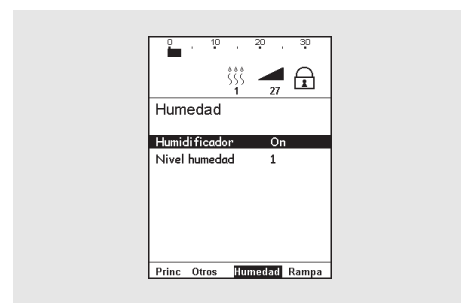 0 10 20 30
1 27
Humedad
Humidificador On
Nivel humedad 1
Princ Otros Humedad Rampa